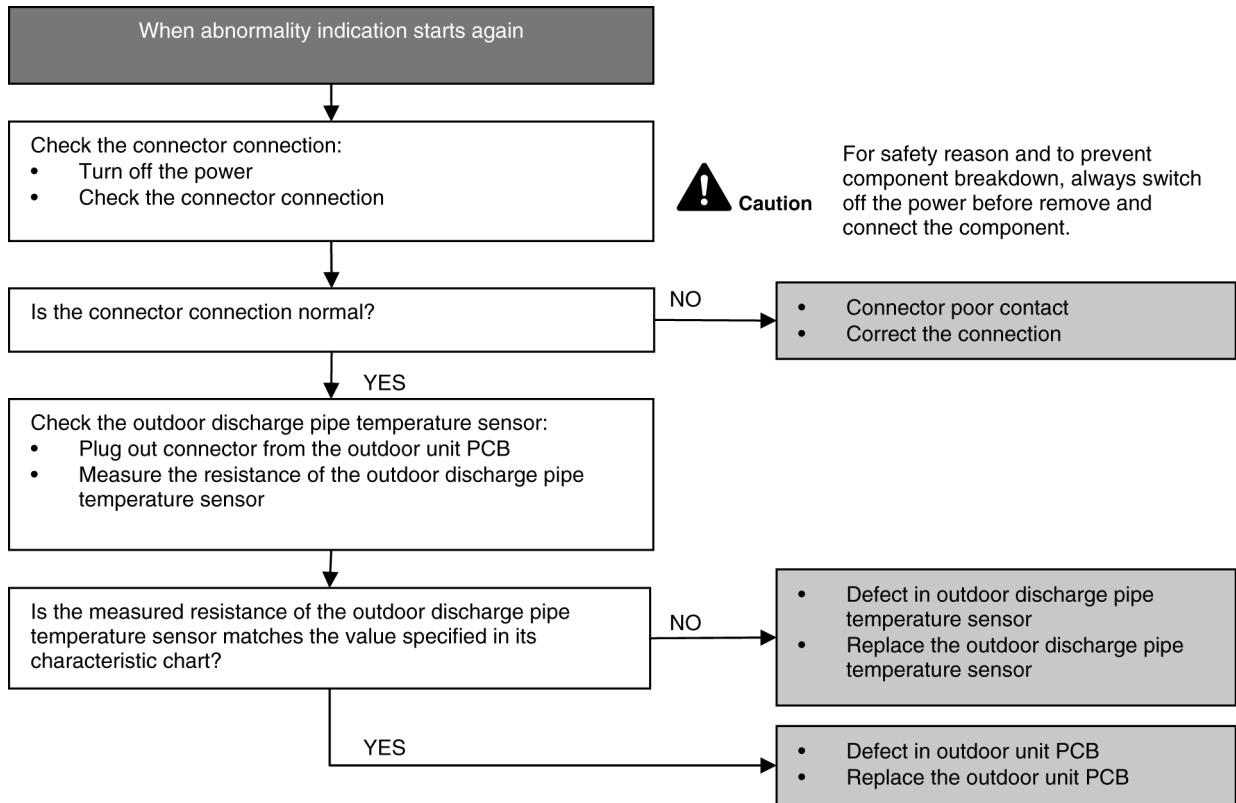 When abnormality indication starts again
Check the connector connection:
• Turn off the power
• Check the connector connection
Caution
For safety reason and to prevent
component breakdown, always switch
off the power before remove and
connect the component.
Is the connector connection normal?
NO
• Connector poor contact
• Correct the connection
YES
Check the outdoor discharge pipe temperature sensor:
• Plug out connector from the outdoor unit PCB
• Measure the resistance of the outdoor discharge pipe
temperature sensor
Is the measured resistance of the outdoor discharge pipe
temperature sensor matches the value specified in its
characteristic chart?
NO
• Defect in outdoor discharge pipe
temperature sensor
• Replace the outdoor discharge pipe
temperature sensor
YES
• Defect in outdoor unit PCB
• Replace the outdoor unit PCB